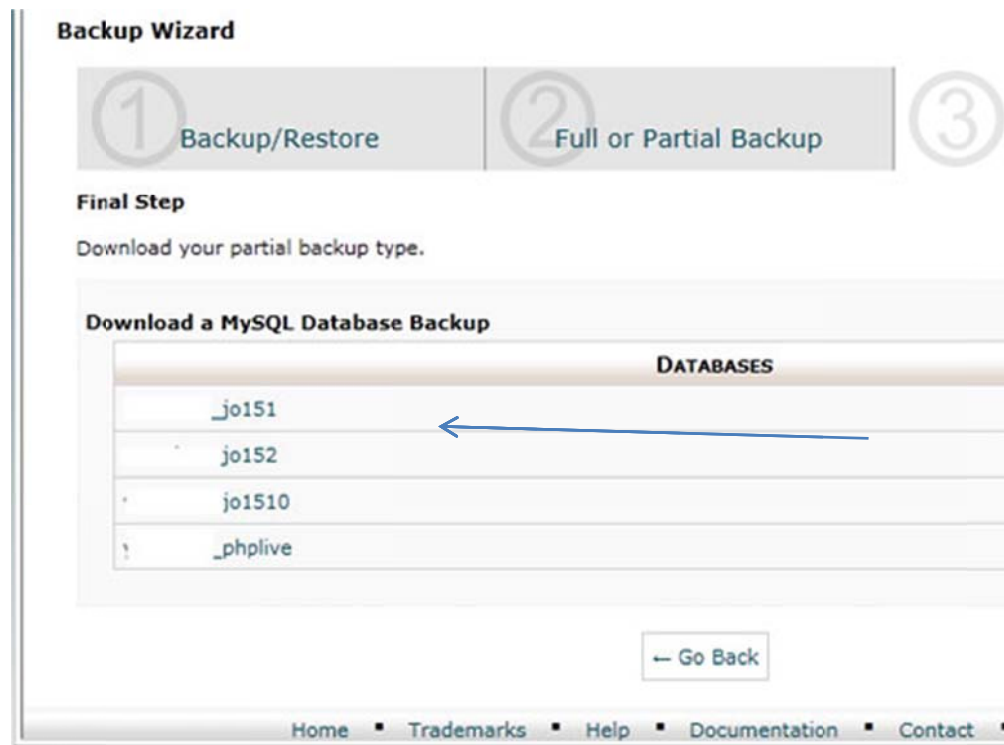 Backup Wizard
1 Backup/Restore
2 Full or Partial Backup
3
Final Step
Download your partial backup type.
Download a MySQL Database Backup
DATABASES
_jo151
jo152
jo1510
_phplive
← Go Back
Home ▪ Trademarks ▪ Help ▪ Documentation ▪ Contact